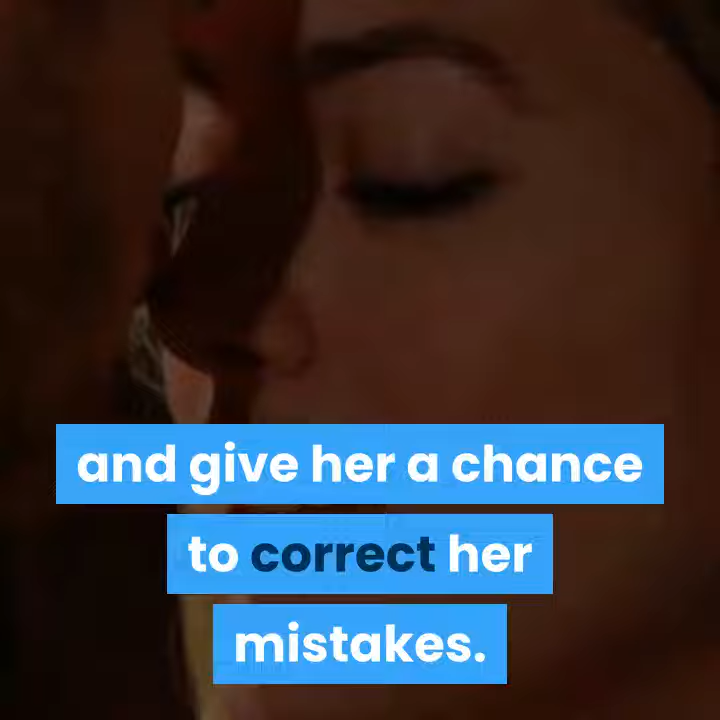 and give her a chance
to correct her
mistakes.